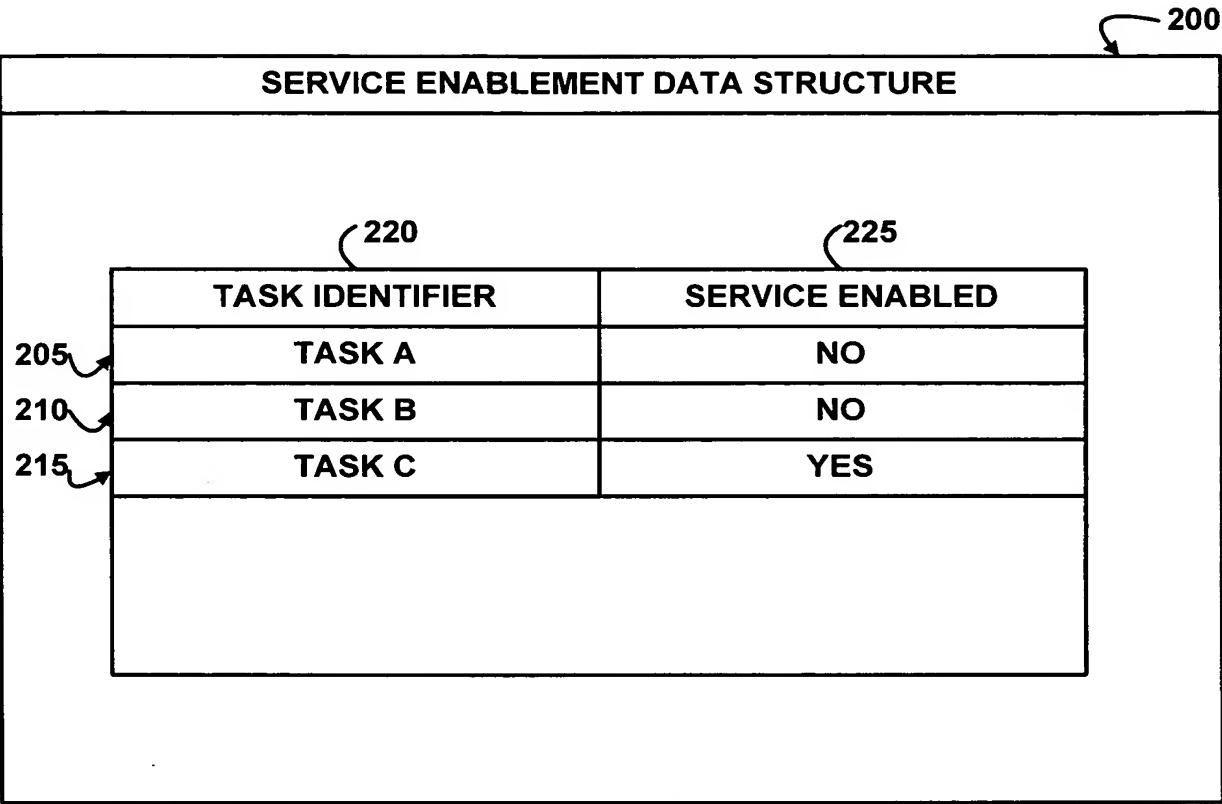 200
SERVICE ENABLEMENT DATA STRUCTURE
220 225
TASK IDENTIFIER SERVICE ENABLED
205 TASK A NO
210 TASK B NO
215 TASK C YES